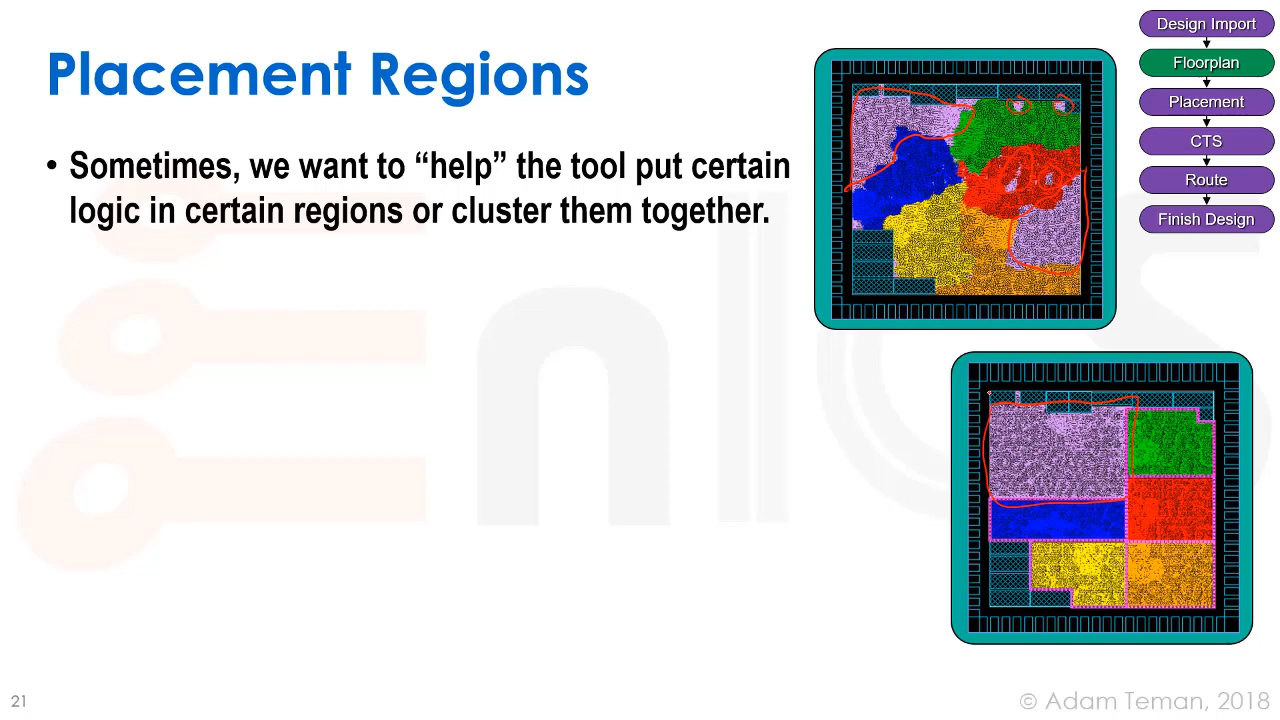 Placement Regions
• Sometimes, we want to “help” the tool put certain
logic in certain regions or cluster them together.
Design Import
Floorplan
Placement
CTS
Route
Finish Design
21
© Adam Teman, 2018